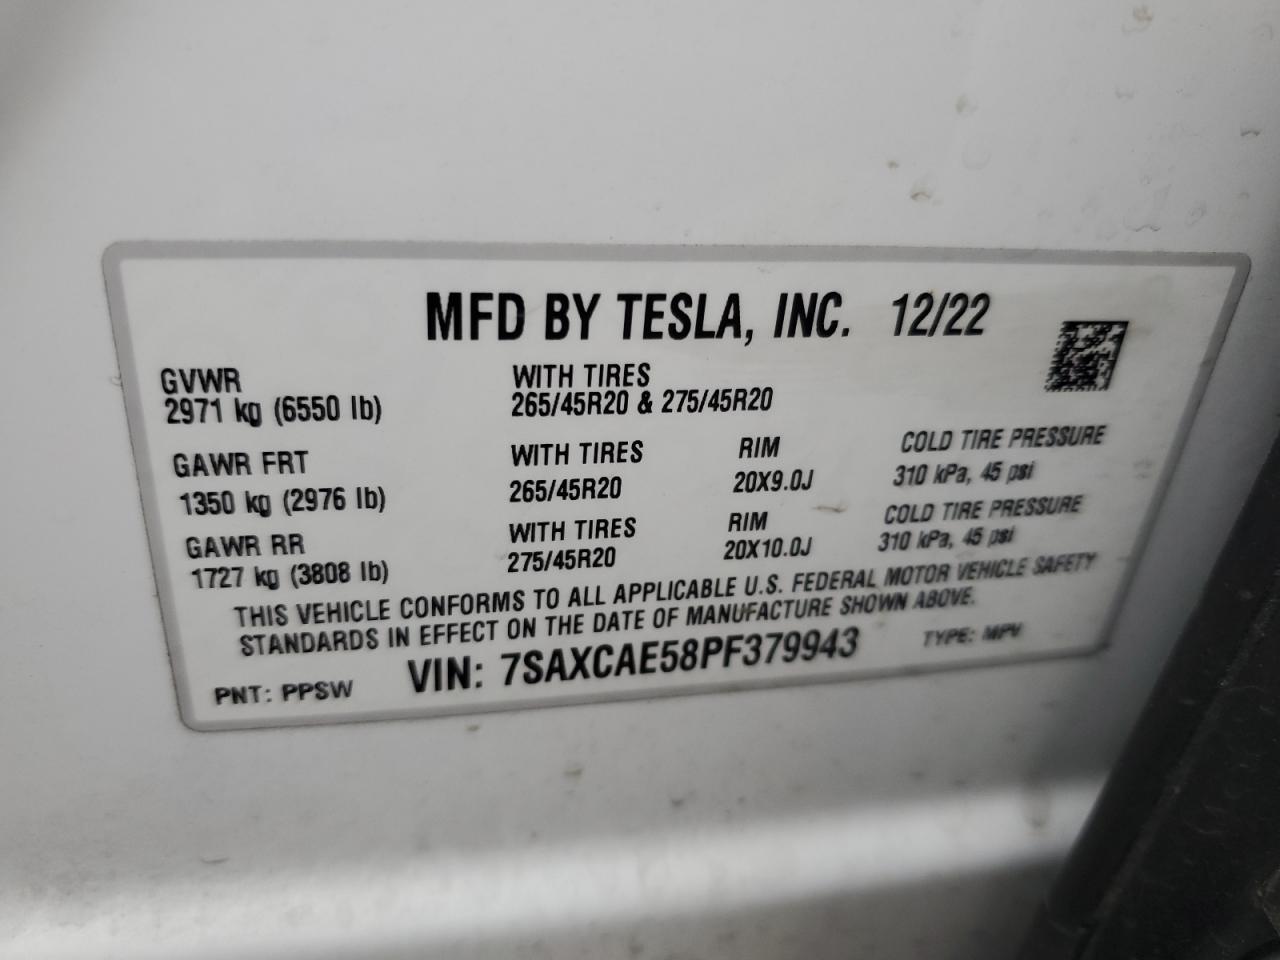 MFD BY TESLA, INC. 12/22
GVWR
2971 kg (6550 lb)
WITH TIRES
265/45R20 & 275/45R20
GAWR FRT
1350 kg (2976 lb)
WITH TIRES
265/45R20
RIM
20X9.0J
COLD TIRE PRESSURE
310 kPa, 45 psi
GAWR RR
1727 kg (3808 lb)
WITH TIRES
275/45R20
RIM
20X10.0J
COLD TIRE PRESSURE
310 kPa, 45 psi
THIS VEHICLE CONFORMS TO ALL APPLICABLE U.S. FEDERAL MOTOR VEHICLE SAFETY
STANDARDS IN EFFECT ON THE DATE OF MANUFACTURE SHOWN ABOVE.
PNT: PPSW VIN: 7SAXCAE58PF379943 TYPE: MPV